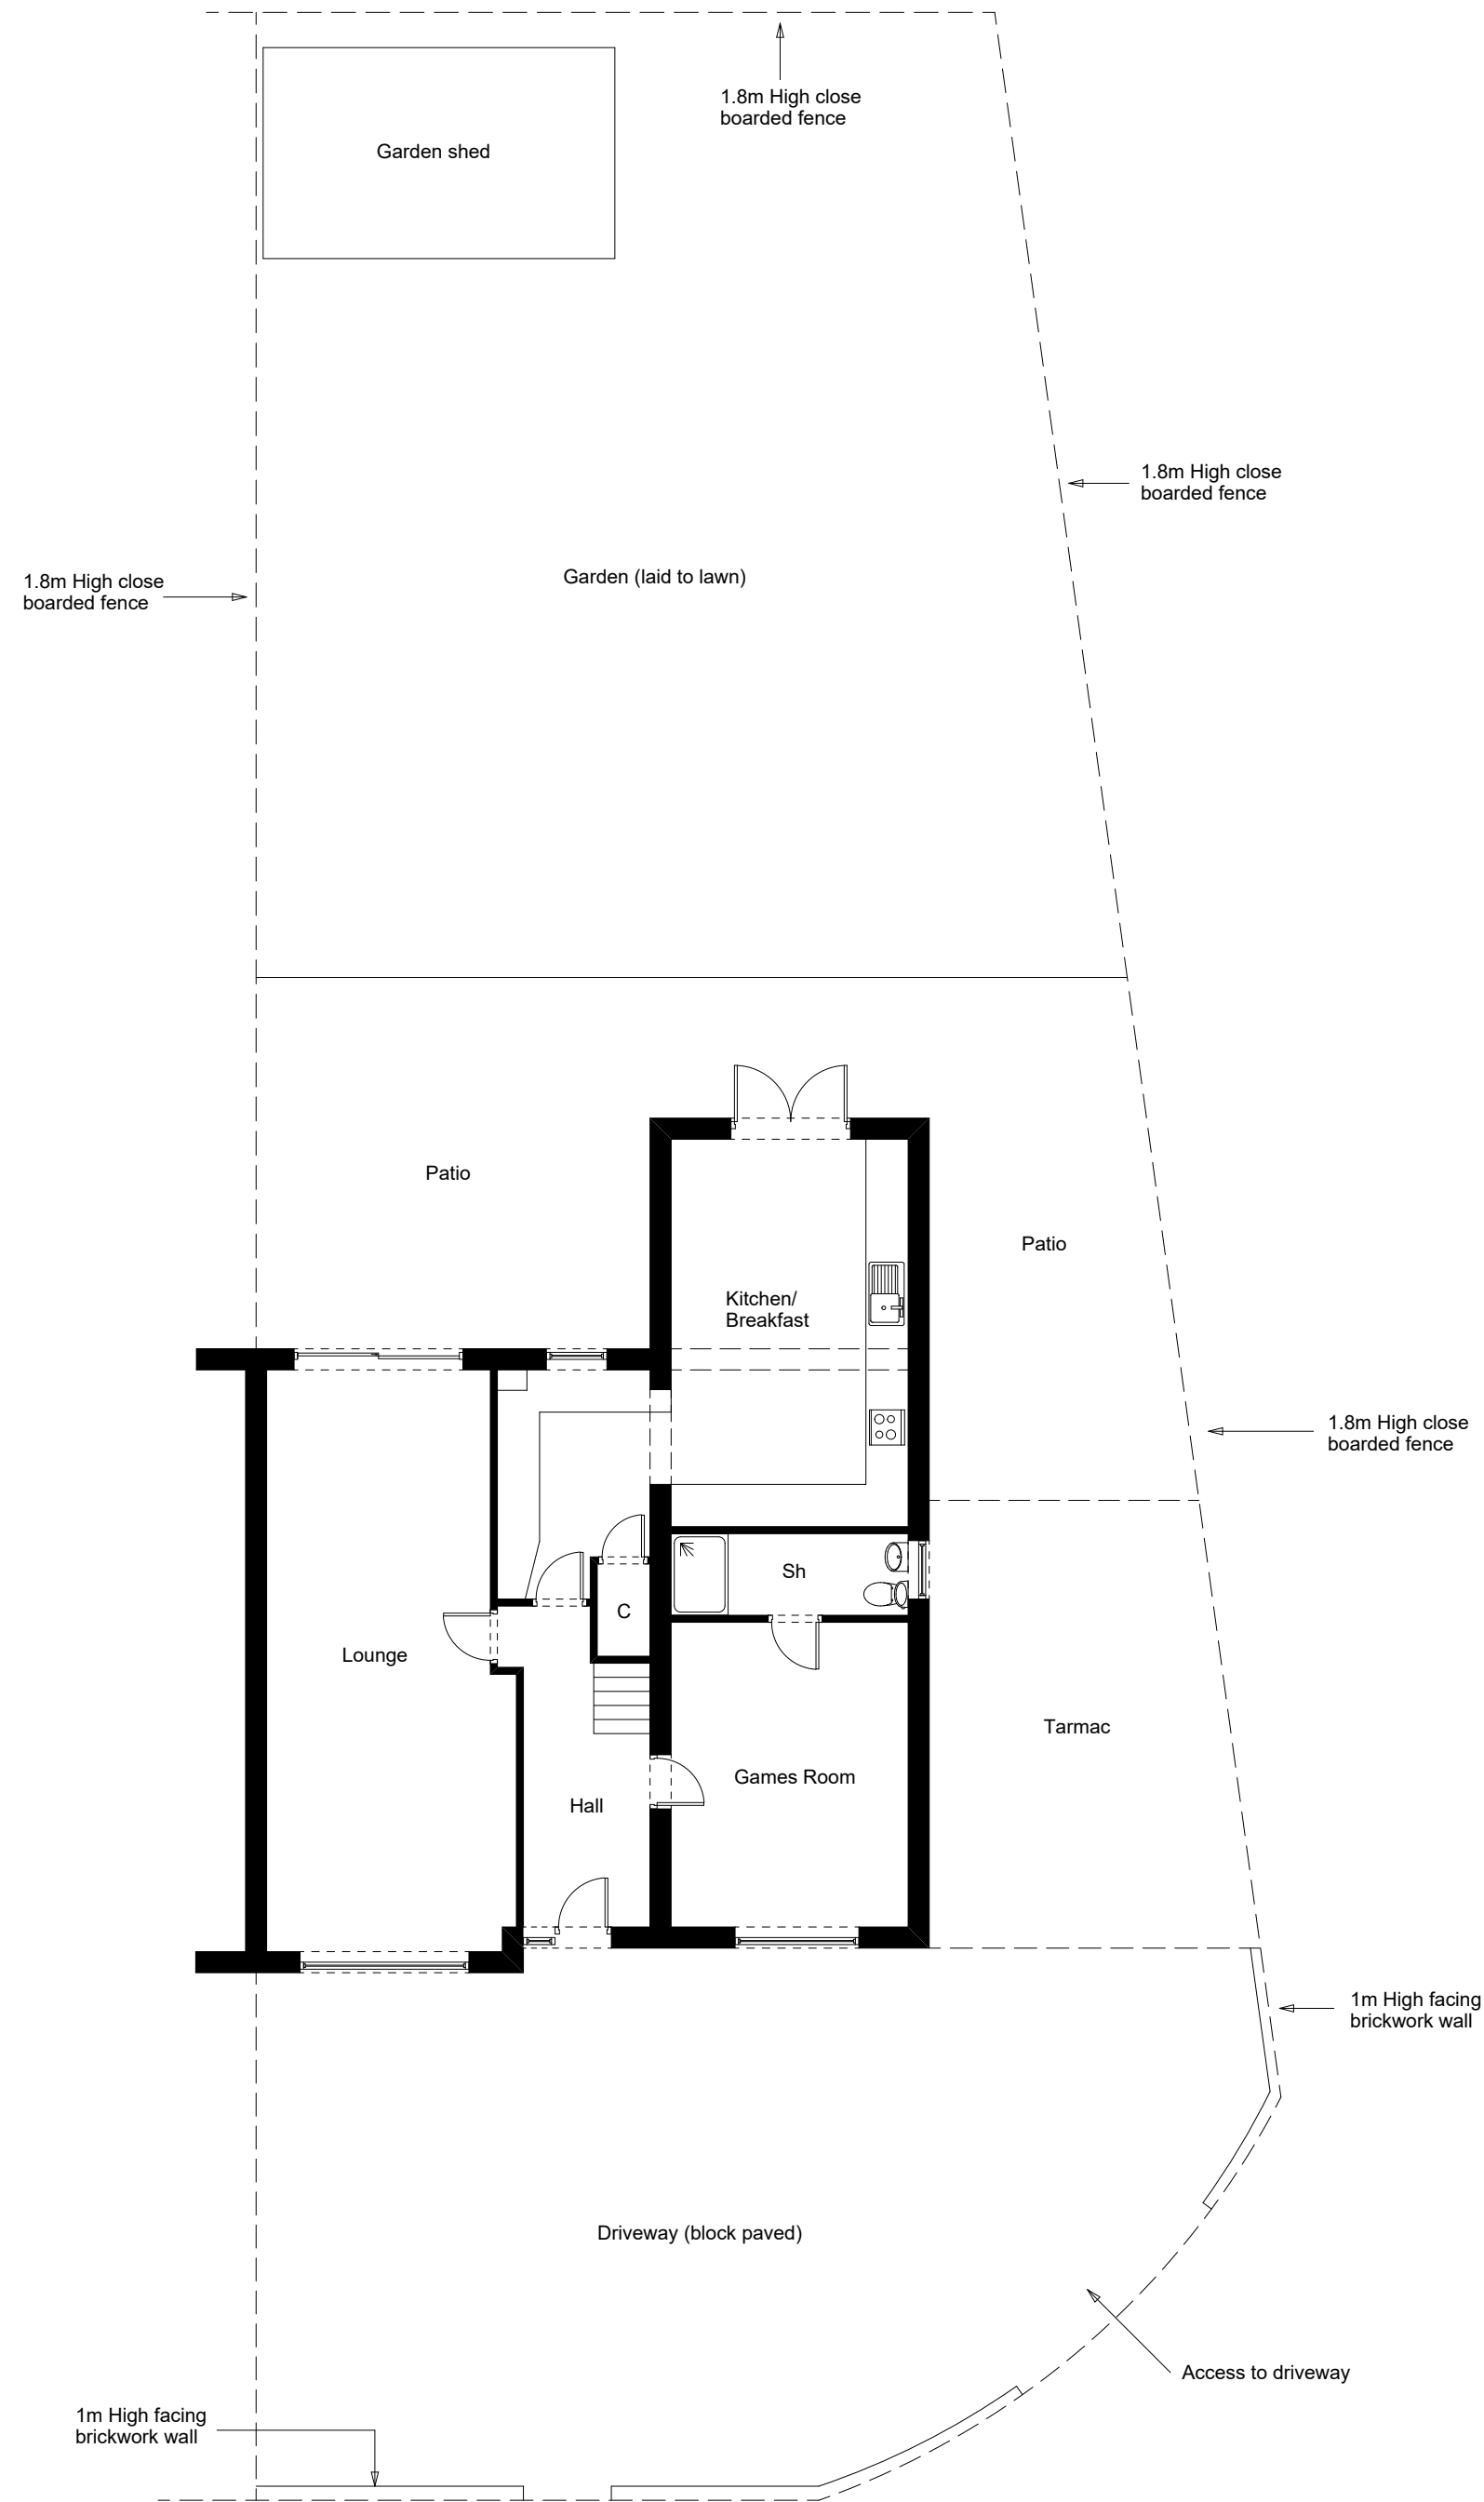 1.8m High close
boarded fence
Garden shed
1.8m High close
boarded fence
Garden (laid to lawn)
1.8m High close
boarded fence
Patio
Patio
Kitchen/
Breakfast
1.8m High close
boarded fence
Sh
C
Lounge
Tarmac
Games Room
Hall
1m High facing
brickwork wall
Driveway (block paved)
Access to driveway
1m High facing
brickwork wall